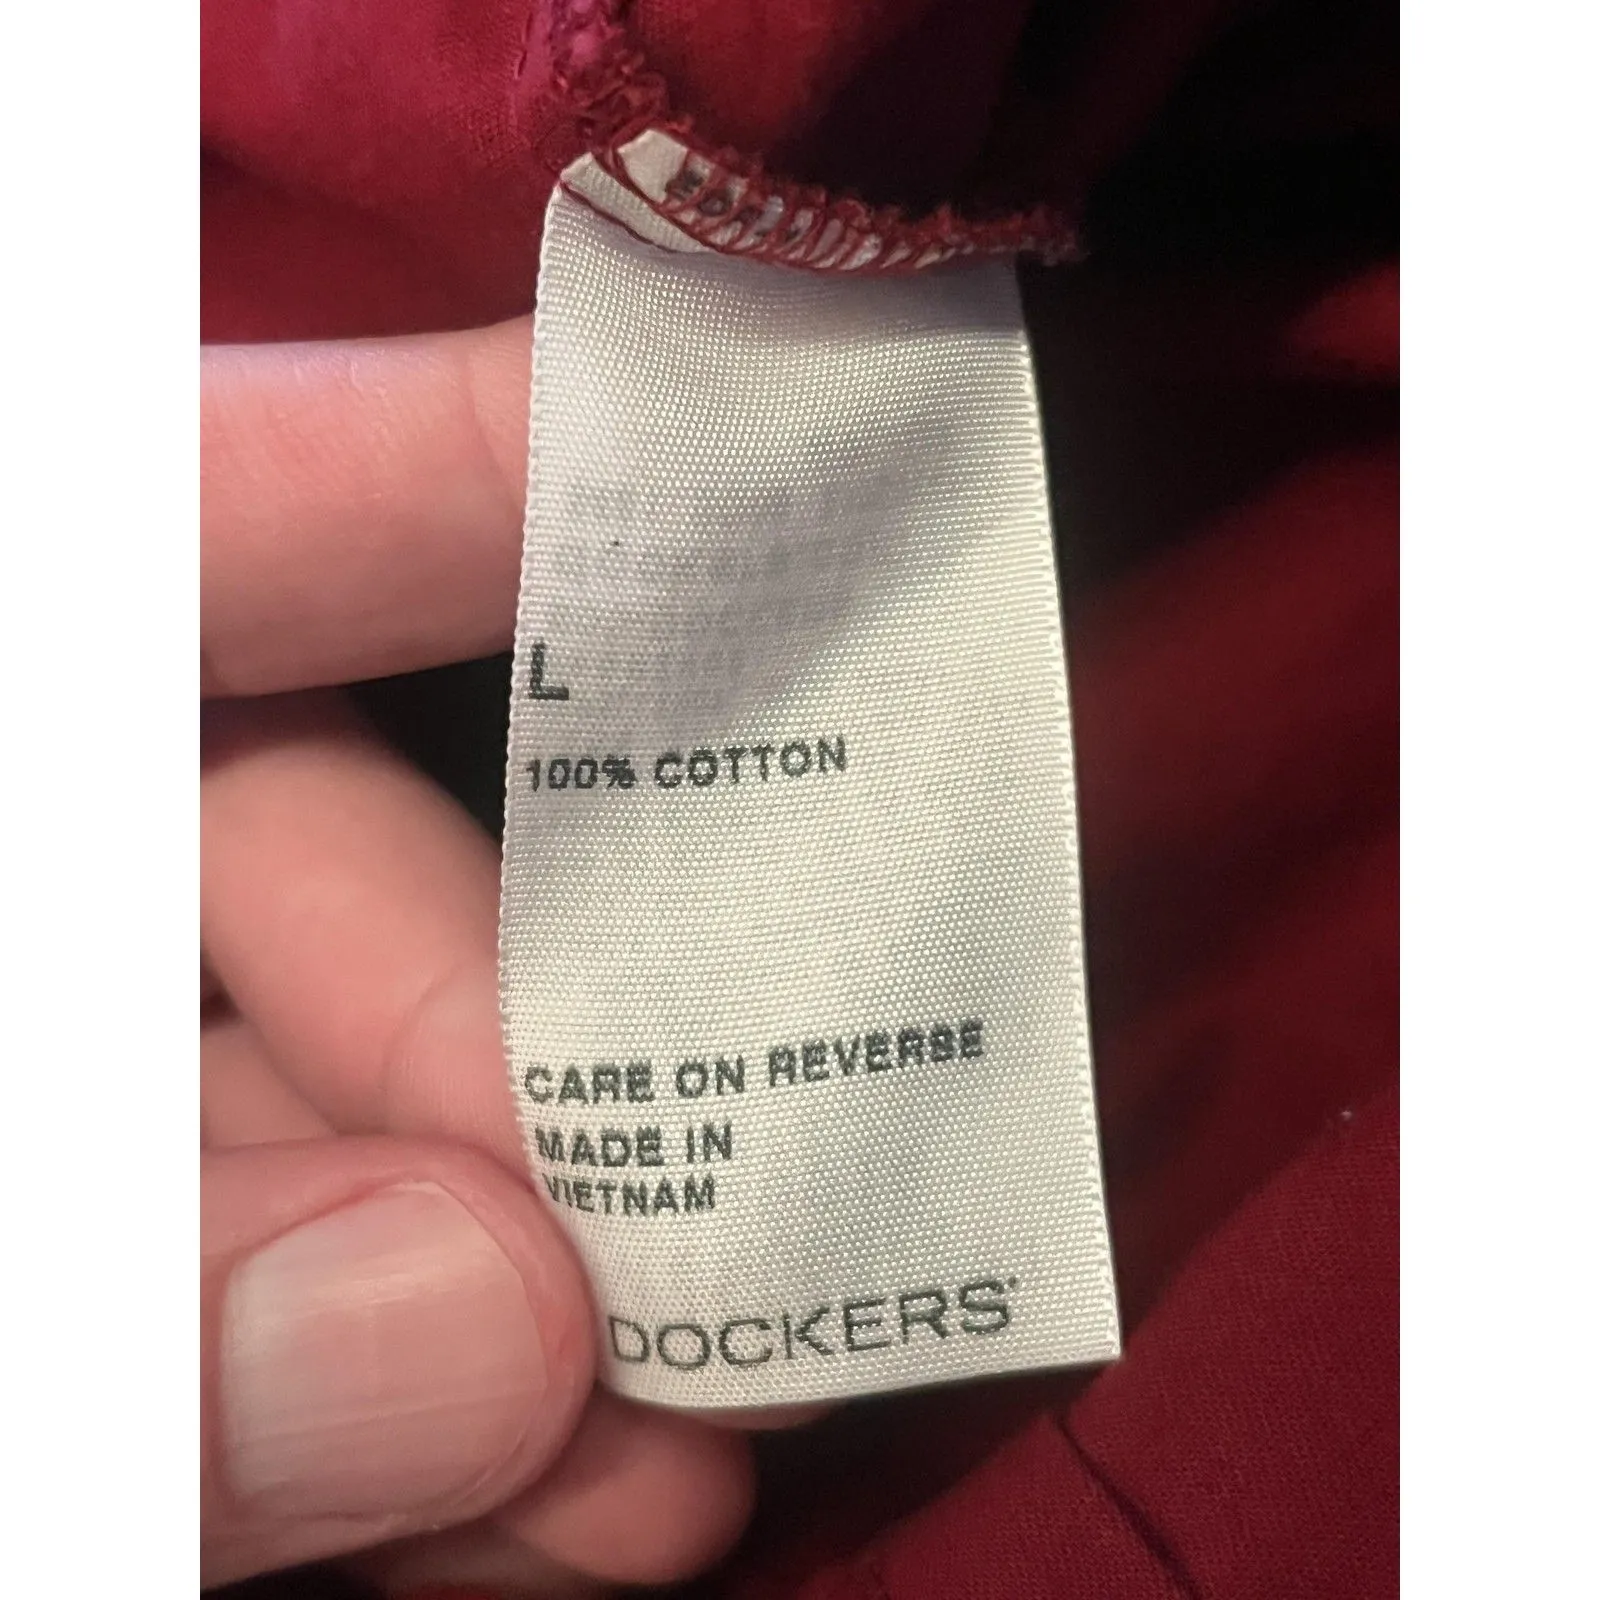 L
100% COTTON
CARE ON REVERSE
MADE IN
VIETNAM
DOCKERS